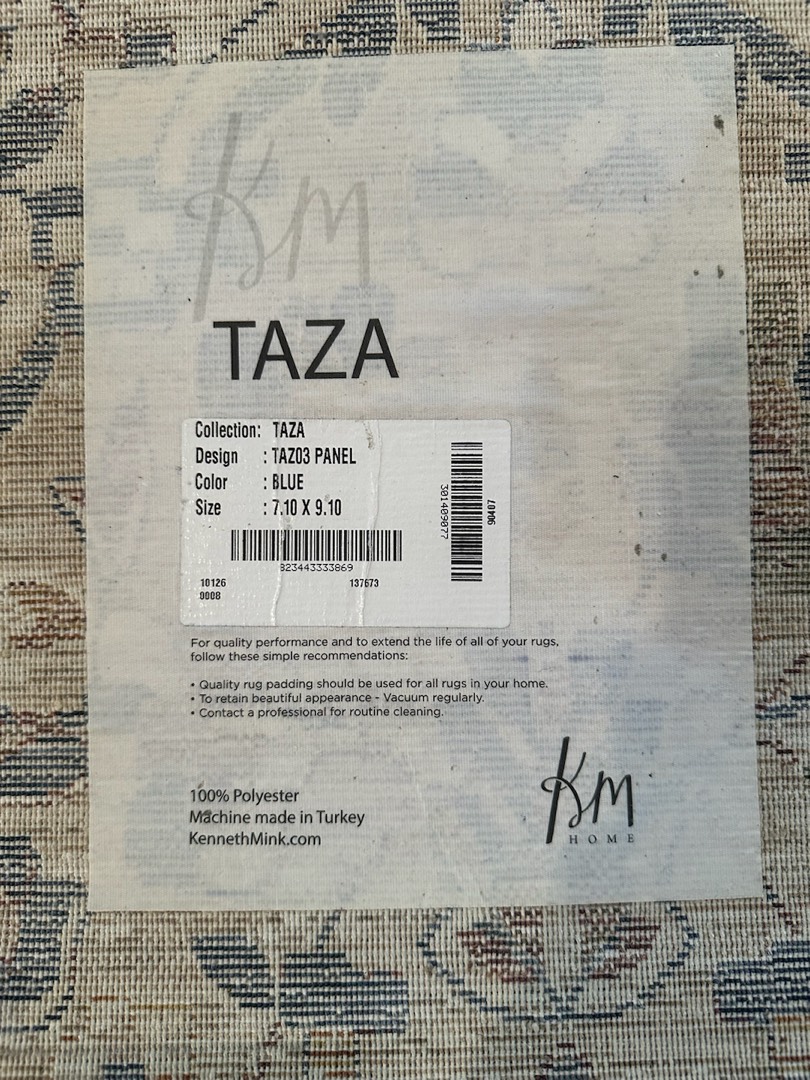 KM
TAZA
Collection: TAZA
Design : TAZ03 PANEL
Color : BLUE
Size : 7.10 X 9.10
823443333869
10126 137673
0008
3014090077
90407
For quality performance and to extend the life of all of your rugs,
follow these simple recommendations:
• Quality rug padding should be used for all rugs in your home.
• To retain beautiful appearance - Vacuum regularly.
• Contact a professional for routine cleaning.
100% Polyester
Machine made in Turkey
KennethMink.com
KM
HOME